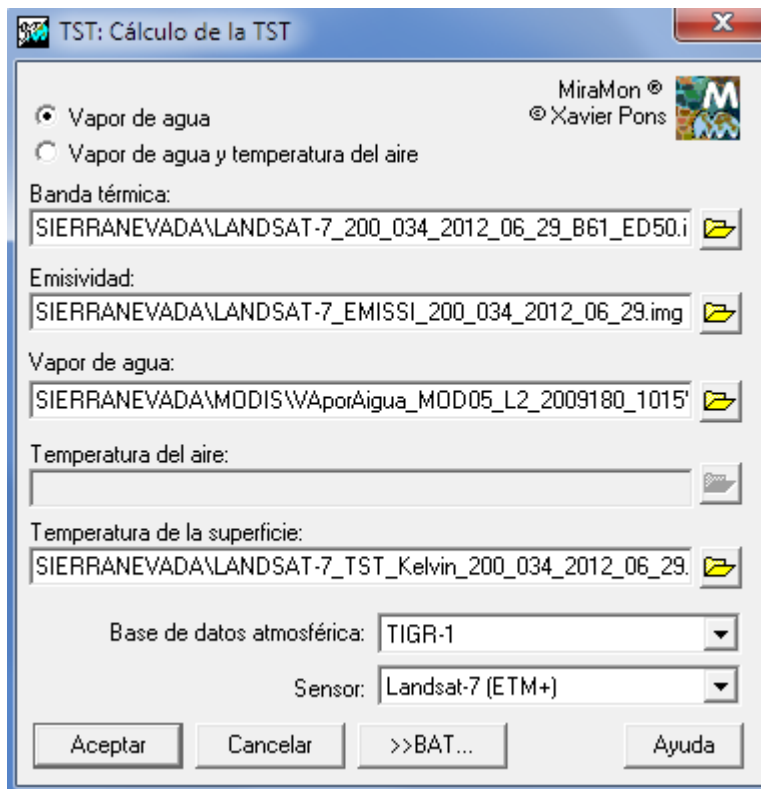 TST: Cálculo de la TST
MiraMon ®
© Xavier Pons
Vapor de agua
Vapor de agua y temperatura del aire
Banda térmica:
SIERRANEVADA\LANDSAT-7_200_034_2012_06_29_B61_ED50.i
Emisividad:
SIERRANEVADA\LANDSAT-7_EMISSI_200_034_2012_06_29.img
Vapor de agua:
SIERRANEVADA\MODIS\VAporAigua_MOD05_L2_2009180_1015'
Temperatura del aire:
Temperatura de la superficie:
SIERRANEVADA\LANDSAT-7_TST_Kelvin_200_034_2012_06_29.
Base de datos atmosférica: TIGR-1
Sensor: Landsat-7 (ETM+)
Aceptar Cancelar >>BAT... Ayuda